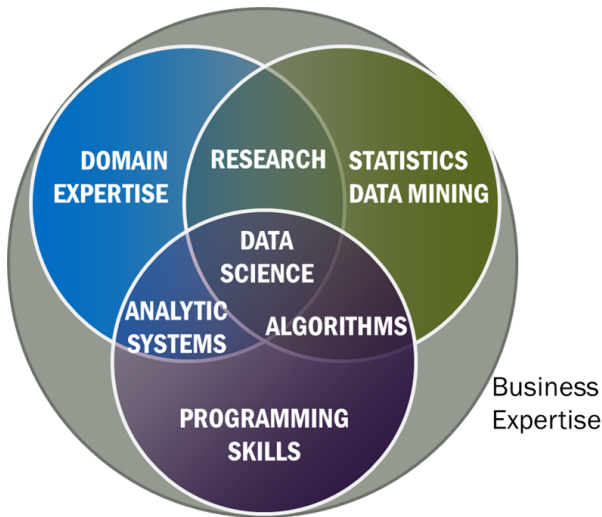 DOMAIN
EXPERTISE
RESEARCH
STATISTICS
DATA MINING
DATA
SCIENCE
ANALYTIC
SYSTEMS
ALGORITHMS
PROGRAMMING
SKILLS
Business
Expertise